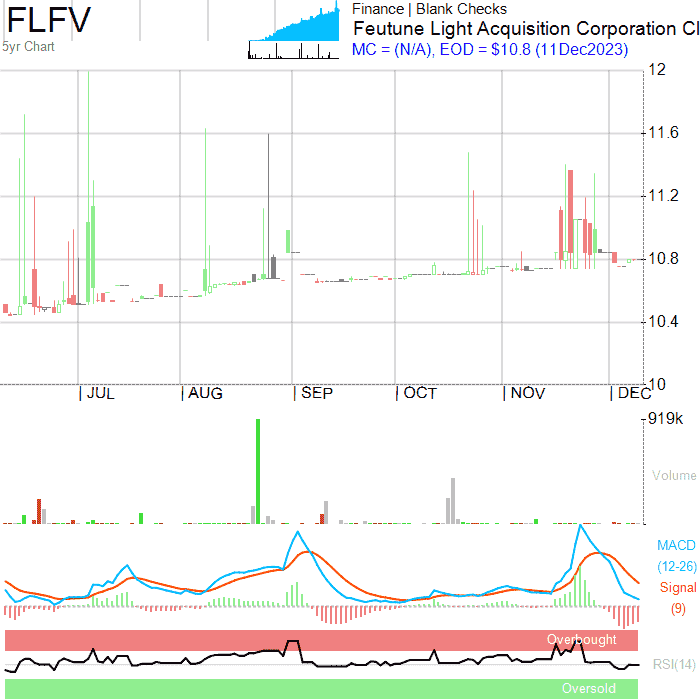 FLFV
5yr Chart
Finance | Blank Checks
Feutune Light Acquisition Corporation Cl
MC = (N/A), EOD = $10.8 (11Dec2023)
12
11.6
11.2
10.8
10.4
10
JUL
AUG
SEP
OCT
NOV
DEC
919k
Volume
MACD
(12-26)
Signal
(9)
Overbought
RSI(14)
Oversold